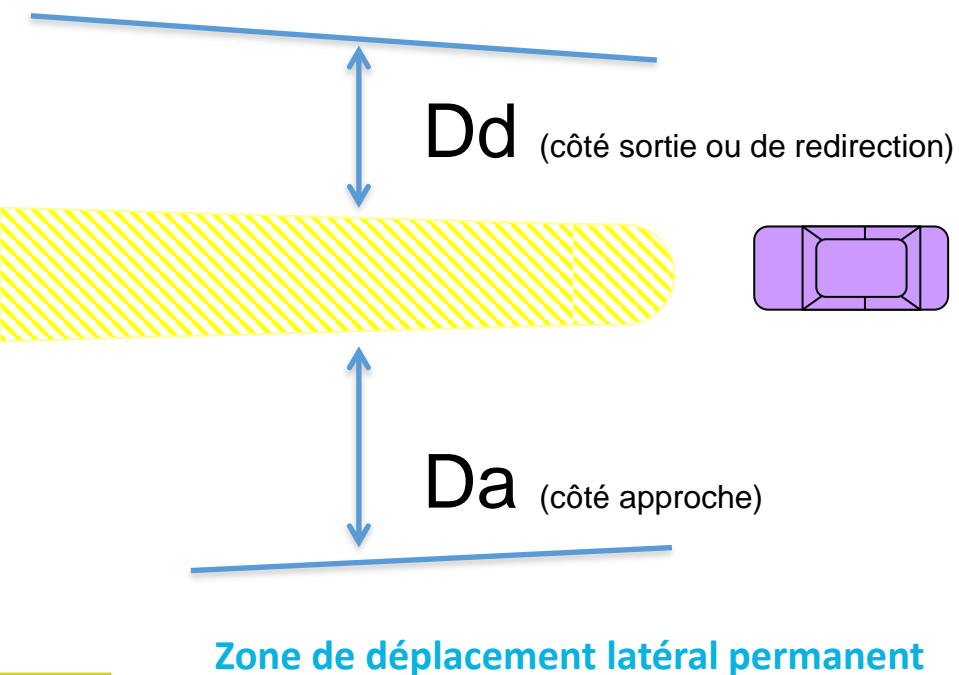 Dd (côté sortie ou de redirection)
Da (côté approche)
Zone de déplacement latéral permanent